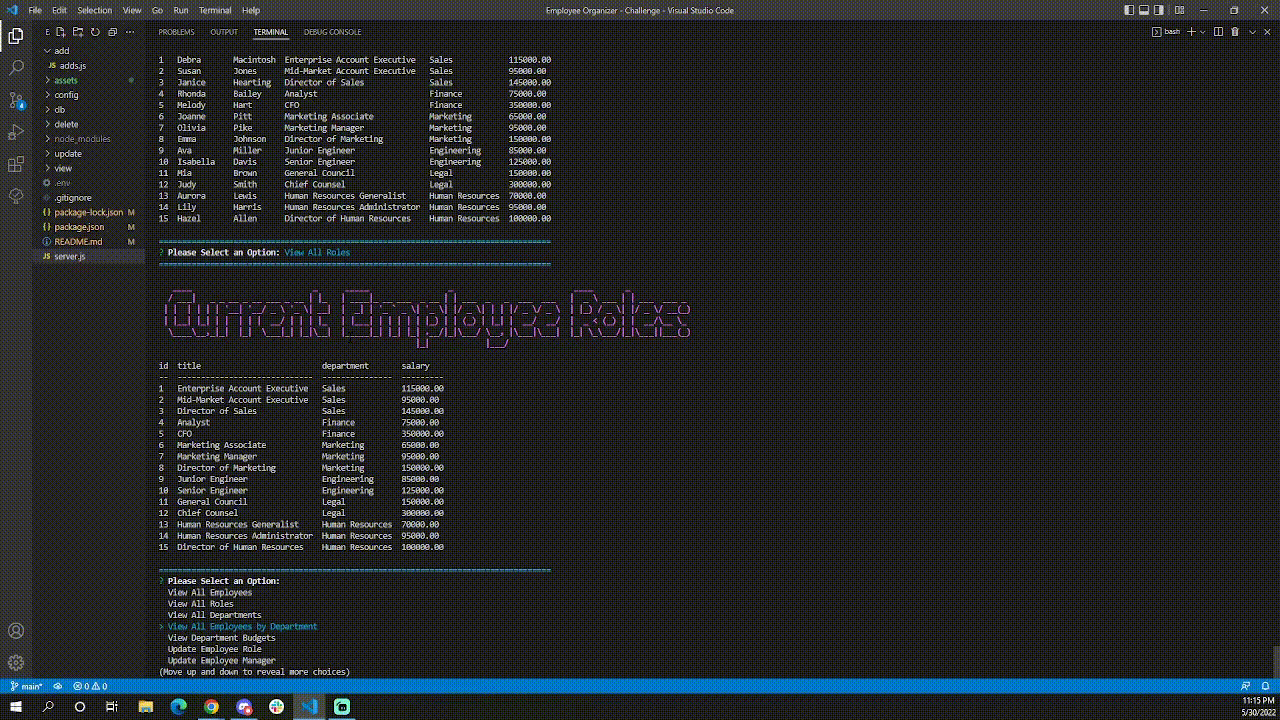 File Edit Selection View Go Run Terminal Help
Employee Organizer - Challenge - Visual Studio Code
E
PROBLEMS OUTPUT TERMINAL DEBUG CONSOLE
bash
add
JS adds.js
assets
config
db
delete
node_modules
update
view
.env
.gitignore
{} package-lock.json M
{} package.json M
README.md M
JS server.js
1 Debra Macintosh Enterprise Account Executive Sales 115000.00
2 Susan Jones Mid-Market Account Executive Sales 95000.00
3 Janice Hearting Director of Sales Sales 145000.00
4 Rhonda Bailey Analyst Finance 75000.00
5 Melody Hart CFO Finance 350000.00
6 Joanne Pitt Marketing Associate Marketing 65000.00
7 Olivia Pike Marketing Manager Marketing 95000.00
8 Emma Johnson Director of Marketing Marketing 150000.00
9 Ava Miller Junior Engineer Engineering 85000.00
10 Isabella Davis Senior Engineer Engineering 125000.00
11 Mia Brown General Council Legal 150000.00
12 Judy Smith Chief Counsel Legal 300000.00
13 Aurora Lewis Human Resources Generalist Human Resources 70000.00
14 Lily Harris Human Resources Administrator Human Resources 95000.00
15 Hazel Allen Director of Human Resources Human Resources 100000.00
? Please Select an Option: View All Roles
Current Employee Roles:
id title department salary
1 Enterprise Account Executive Sales 115000.00
2 Mid-Market Account Executive Sales 95000.00
3 Director of Sales Sales 145000.00
4 Analyst Finance 75000.00
5 CFO Finance 350000.00
6 Marketing Associate Marketing 65000.00
7 Marketing Manager Marketing 95000.00
8 Director of Marketing Marketing 150000.00
9 Junior Engineer Engineering 85000.00
10 Senior Engineer Engineering 125000.00
11 General Council Legal 150000.00
12 Chief Counsel Legal 300000.00
13 Human Resources Generalist Human Resources 70000.00
14 Human Resources Administrator Human Resources 95000.00
15 Director of Human Resources Human Resources 100000.00
? Please Select an Option:
View All Employees
View All Roles
View All Departments
> View All Employees by Department
View Department Budgets
Update Employee Role
Update Employee Manager
(Move up and down to reveal more choices)
main* 0 0
11:15 PM
5/30/2022